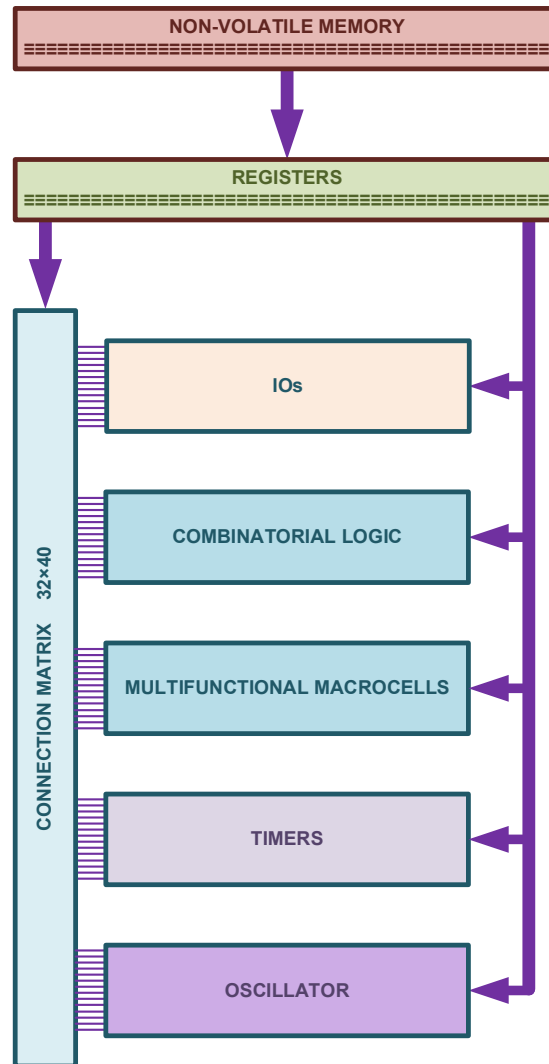 NON-VOLATILE MEMORY
REGISTERS
IOs
COMBINATORIAL LOGIC
MULTIFUNCTIONAL MACROCELLS
TIMERS
OSCILLATOR
CONNECTION MATRIX 32×40